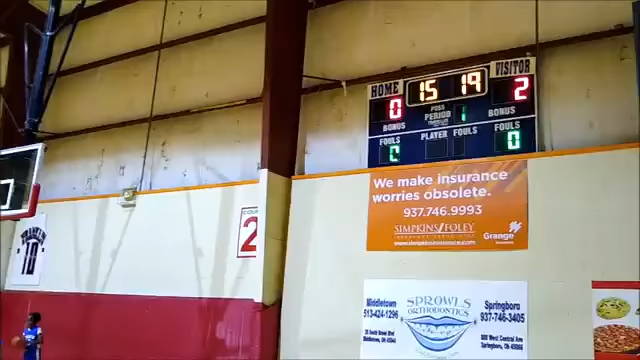 HOME
15 19
VISITOR
0
2
BONUS
POSS
PERIOD
1
BONUS
FOULS
PLAYER
FOULS
FOULS
0
We make insurance
worries obsolete.
937.746.9993
SIMPKINS/FOLEY
Grange
COURT
2
10
Middletown
513-424-1296
SPROWLS
ORTHODONTICS
Springboro
937-746-3405